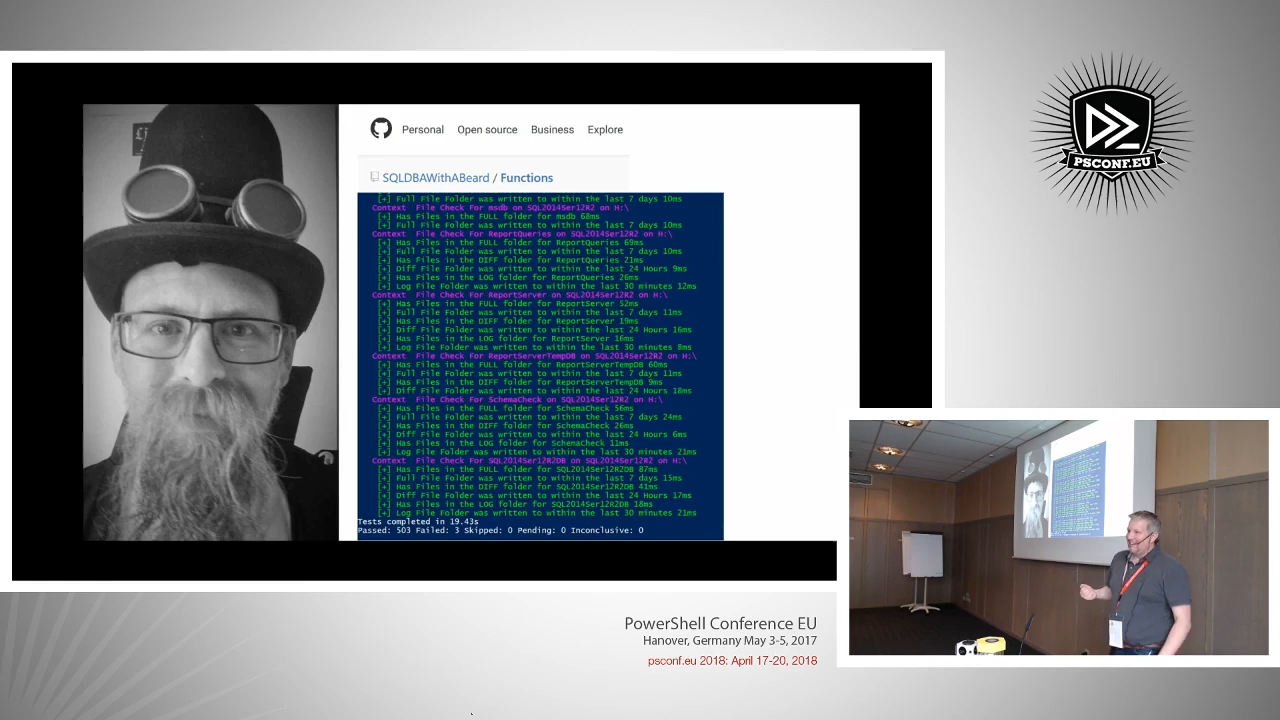 Personal Open source Business Explore
SQLDBAWithABeard / Functions
[+] Full File Folder was written to within the last 7 days 10ms
Context File Check For msdb on SQL2014Ser12R2 on H:\
[+] Has Files in the FULL folder for msdb 68ms
[+] Full File Folder was written to within the last 7 days 10ms
Context File Check For ReportQueries on SQL2014Ser12R2 on H:\
[+] Has Files in the FULL folder for ReportQueries 69ms
[+] Full File Folder was written to within the last 7 days 10ms
[+] Has Files in the DIFF folder for ReportQueries 21ms
[+] Diff File Folder was written to within the last 24 Hours 9ms
[+] Has Files in the LOG folder for ReportQueries 26ms
[+] Log File Folder was written to within the last 30 minutes 12ms
Context File Check For ReportServer on SQL2014Ser12R2 on H:\
[+] Has Files in the FULL folder for ReportServer 52ms
[+] Full File Folder was written to within the last 7 days 11ms
[+] Has Files in the DIFF folder for ReportServer 19ms
[+] Diff File Folder was written to within the last 24 Hours 16ms
[+] Has Files in the LOG folder for ReportServer 16ms
[+] Log File Folder was written to within the last 30 minutes 8ms
Context File Check For ReportServerTempDB on SQL2014Ser12R2 on H:\
[+] Has Files in the FULL folder for ReportServerTempDB 60ms
[+] Full File Folder was written to within the last 7 days 11ms
[+] Has Files in the DIFF folder for ReportServerTempDB 9ms
[+] Diff File Folder was written to within the last 24 Hours 18ms
Context File Check For SchemaCheck on SQL2014Ser12R2 on H:\
[+] Has Files in the FULL folder for SchemaCheck 56ms
[+] Full File Folder was written to within the last 7 days 24ms
[+] Has Files in the DIFF folder for SchemaCheck 26ms
[+] Diff File Folder was written to within the last 24 Hours 6ms
[+] Has Files in the LOG folder for SchemaCheck 11ms
[+] Log File Folder was written to within the last 30 minutes 21ms
Context File Check For SQL2014Ser12R2DB on SQL2014Ser12R2 on H:\
[+] Has Files in the FULL folder for SQL2014Ser12R2DB 87ms
[+] Full File Folder was written to within the last 7 days 15ms
[+] Has Files in the DIFF folder for SQL2014Ser12R2DB 41ms
[+] Diff File Folder was written to within the last 24 Hours 17ms
[+] Has Files in the LOG folder for SQL2014Ser12R2DB 18ms
[+] Log File Folder was written to within the last 30 minutes 21ms
Tests completed in 19.43s
Passed: 503 Failed: 3 Skipped: 0 Pending: 0 Inconclusive: 0
PSCONF.EU
PowerShell Conference EU
Hanover, Germany May 3-5, 2017
psconf.eu 2018: April 17-20, 2018